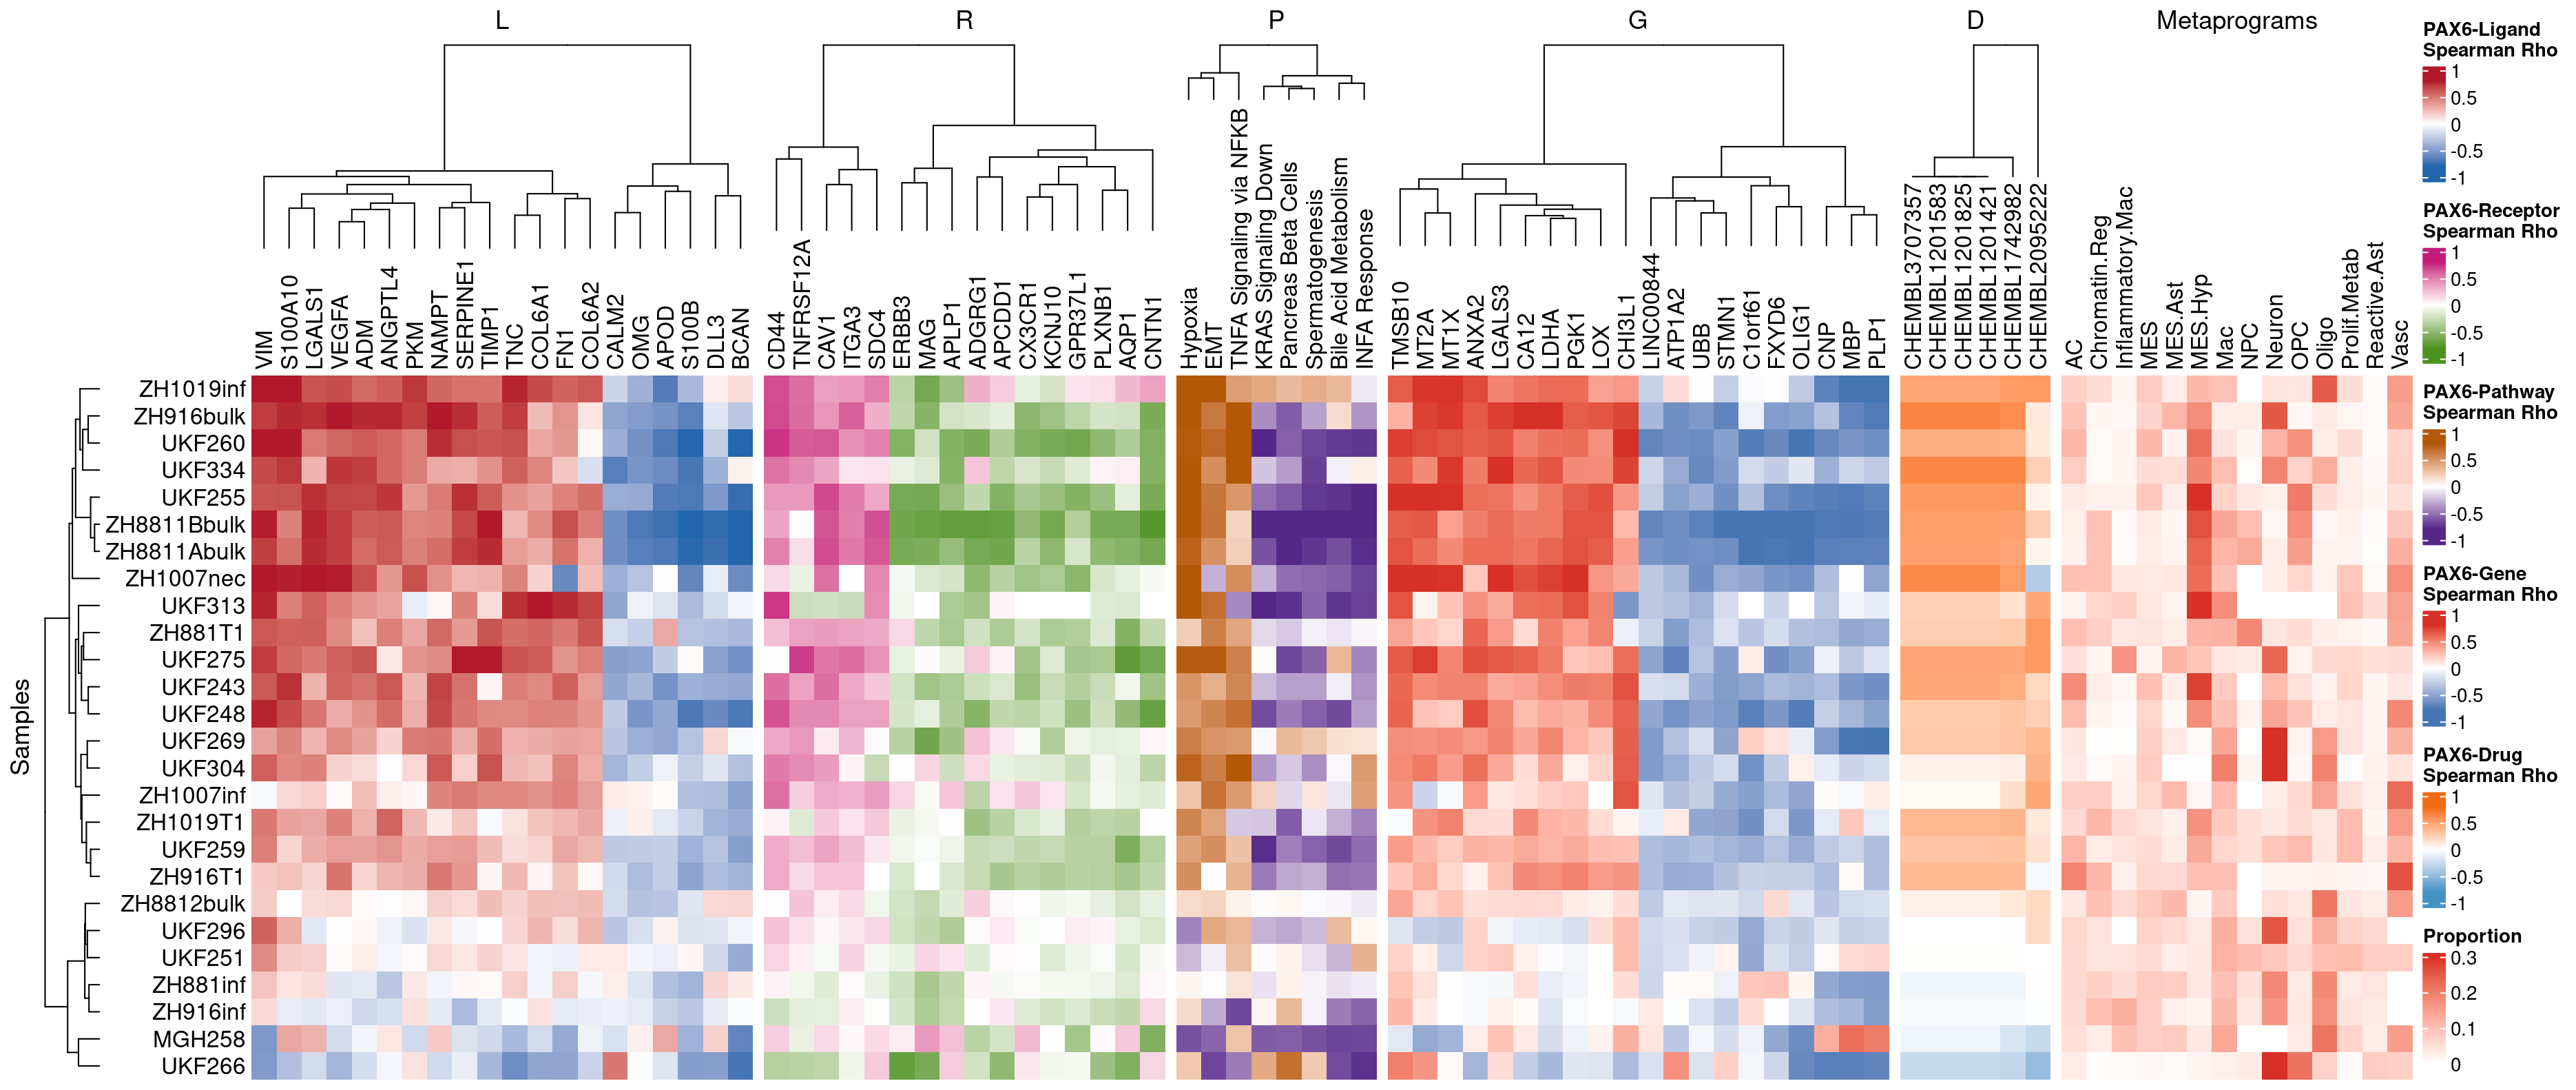 L R P G D Metaprograms
VIM
S100A10
LGALS1
VEGFA
ADM
ANGPTL4
PKM
NAMPT
SERPINE1
TIMP1
TNC
COL6A1
FN1
COL6A2
CALM2
OMG
APOD
S100B
DLL3
BCAN
CD44
TNFRSF12A
CAV1
ITGA3
SDC4
ERBB3
MAG
APLP1
ADGRG1
APCDD1
CX3CR1
KCNJ10
GPR37L1
PLXNB1
AQP1
CNTN1
Hypoxia
EMT
TNFA Signaling via NFKB
KRAS Signaling Down
Pancreas Beta Cells
Spermatogenesis
Bile Acid Metabolism
INFA Response
TMSB10
MT2A
MT1X
ANXA2
LGALS3
CA12
LDHA
PGK1
LOX
CHI3L1
LINC00844
ATP1A2
UBB
STMN1
C1orf61
FXYD6
OLIG1
CNP
MBP
PLP1
CHEMBL3707357
CHEMBL1201583
CHEMBL1201825
CHEMBL1201421
CHEMBL1742982
CHEMBL2095222
AC
Chromatin.Reg
Inflammatory.Mac
MES
MES.Ast
MES.Hyp
Mac
NPC
Neuron
OPC
Oligo
Prolif.Metab
Reactive.Ast
Vasc
Samples
ZH1019inf
ZH916bulk
UKF260
UKF334
UKF255
ZH8811Bbulk
ZH8811Abulk
ZH1007nec
UKF313
ZH881T1
UKF275
UKF243
UKF248
UKF269
UKF304
ZH1007inf
ZH1019T1
UKF259
ZH916T1
ZH8812bulk
UKF296
UKF251
ZH881inf
ZH916inf
MGH258
UKF266
PAX6-Ligand
Spearman Rho
1
0.5
0
-0.5
-1
PAX6-Receptor
Spearman Rho
1
0.5
0
-0.5
-1
PAX6-Pathway
Spearman Rho
1
0.5
0
-0.5
-1
PAX6-Gene
Spearman Rho
1
0.5
0
-0.5
-1
PAX6-Drug
Spearman Rho
1
0.5
0
-0.5
-1
Proportion
0.3
0.2
0.1
0